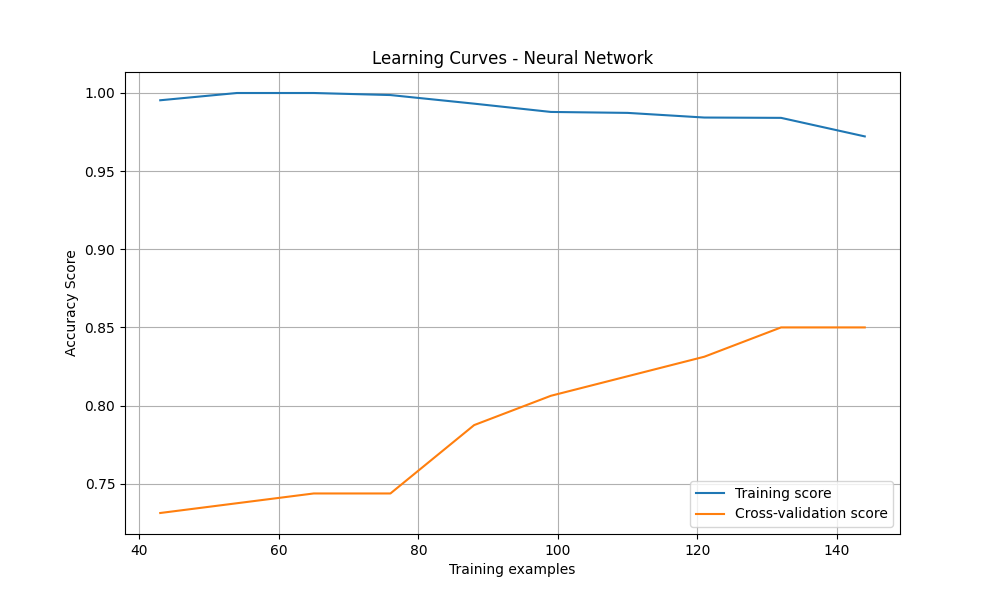 Learning Curves - Neural Network
1.00
0.95
0.90
0.85
0.80
0.75
Accuracy Score
40
60
80
100
120
140
Training examples
Training score
Cross-validation score